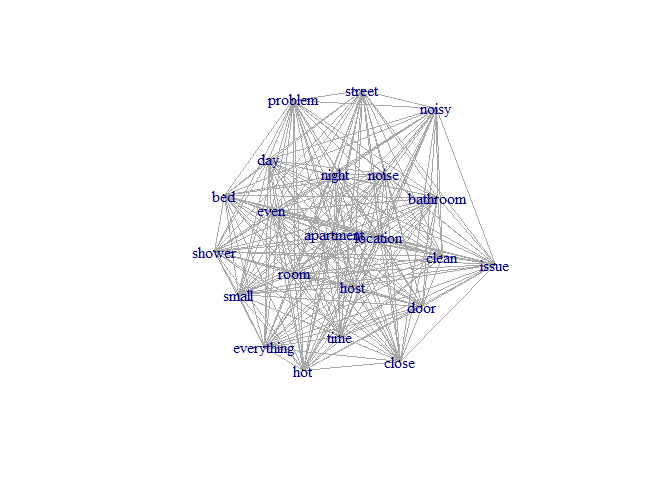 street
problem
noisy
day
night
noise
bed
bathroom
even
apartment
location
shower
clean
issue
room
host
small
door
time
everything
close
hot